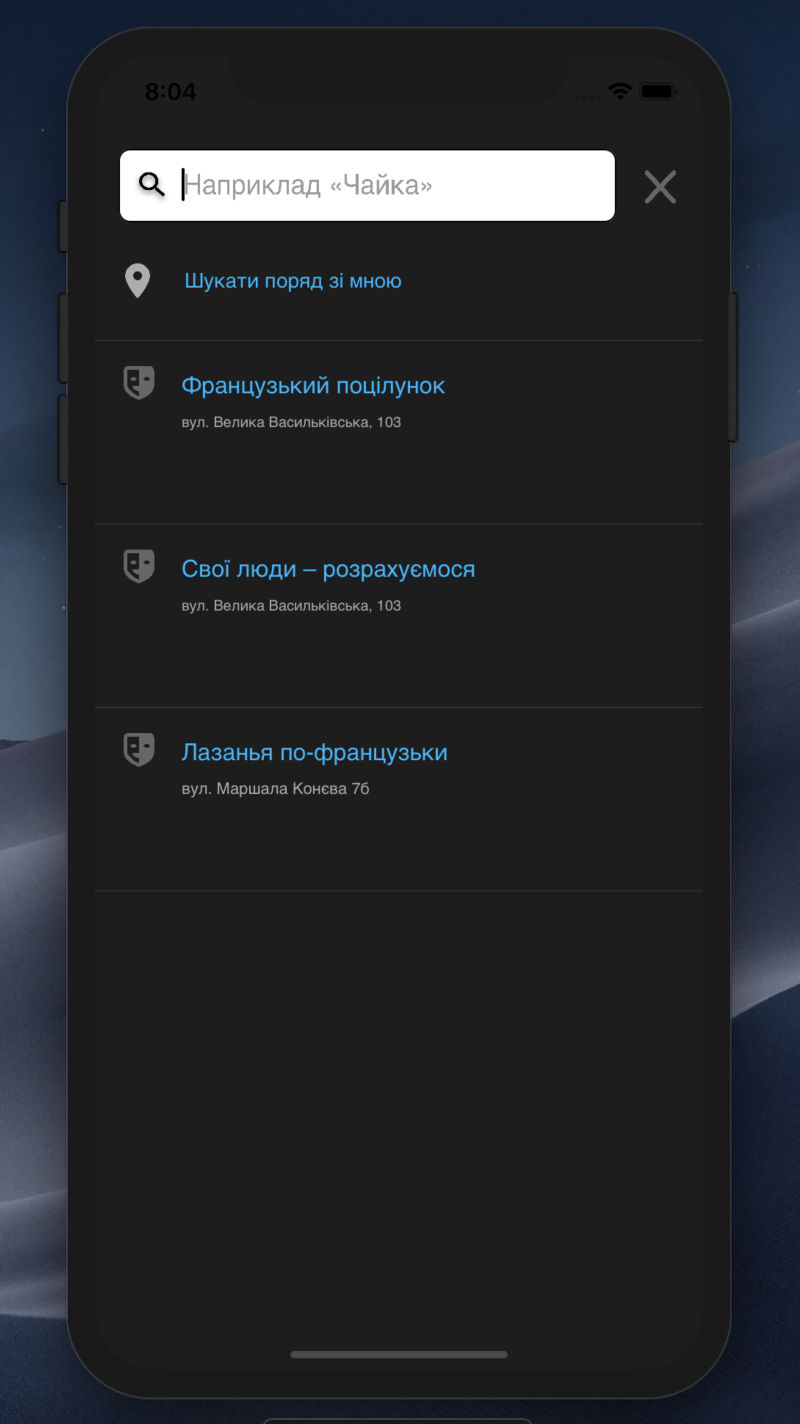 8:04
Наприклад «Чайка»
Шукати поряд зі мною
Французький поцілунок
вул. Велика Васильківська, 103
Свої люди – розрахуємося
вул. Велика Васильківська, 103
Лазанья по-французьки
вул. Маршала Конєва 7б